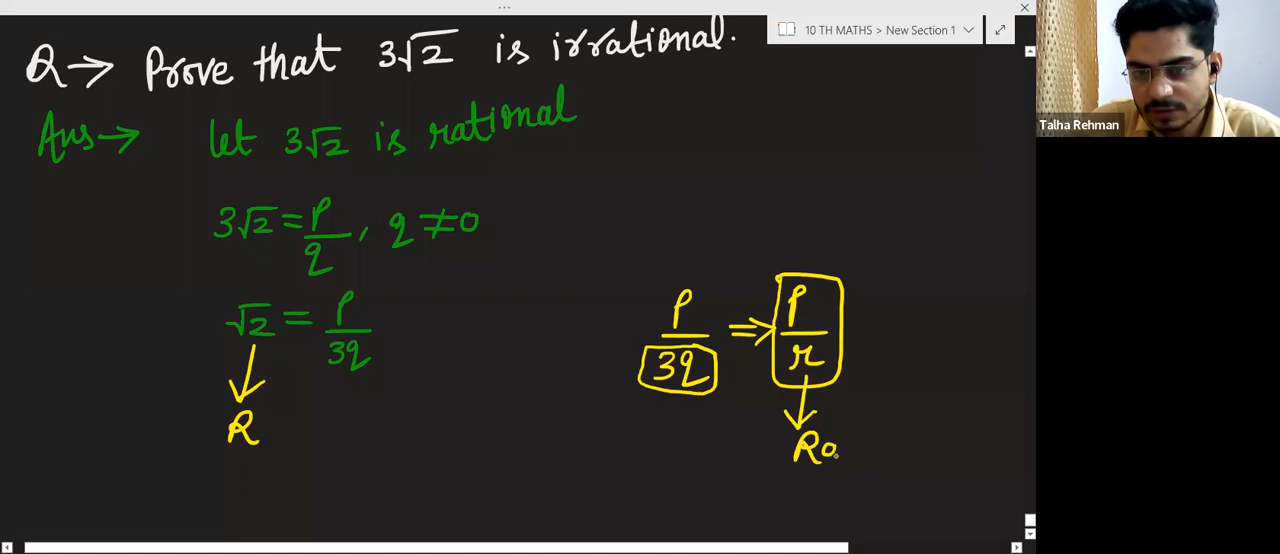 10 TH MATHS > New Section 1
Q → Prove that 3√2 is irrational.
Talha Rehman
Ans → let 3√2 is rational
3√2 = p/q, q ≠ 0
√2 = p/3q
R
p/3q ⇒ p/r
Ra